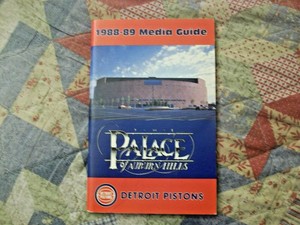 1988-89 Media Guide
THE
PALACE
OF AUBURN HILLS
DETROIT PISTONS